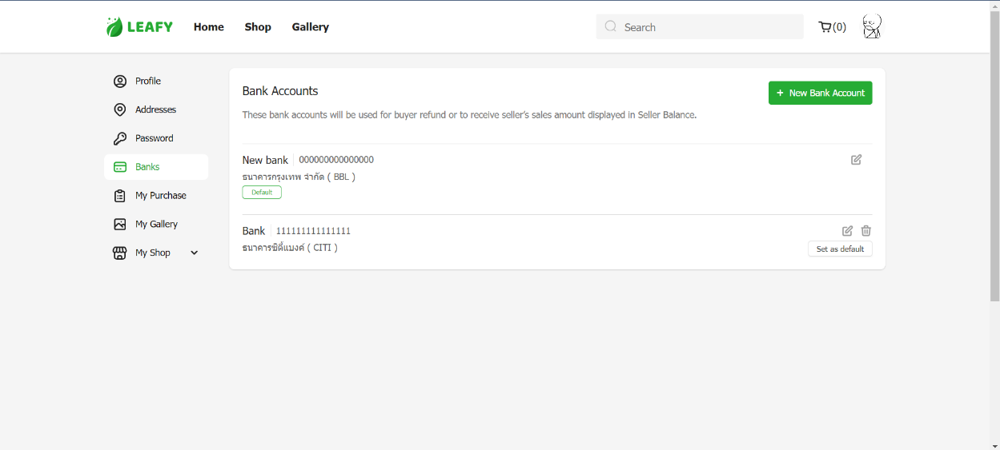 LEAFY Home Shop Gallery Search (0)
Profile
Addresses
Password
Banks
My Purchase
My Gallery
My Shop
Bank Accounts
+ New Bank Account
These bank accounts will be used for buyer refund or to receive seller's sales amount displayed in Seller Balance.
New bank 000000000000000
ธนาคารกรุงเทพ จำกัด ( BBL )
Default
Bank 111111111111111
ธนาคารซิตี้แบงค์ ( CITI )
Set as default